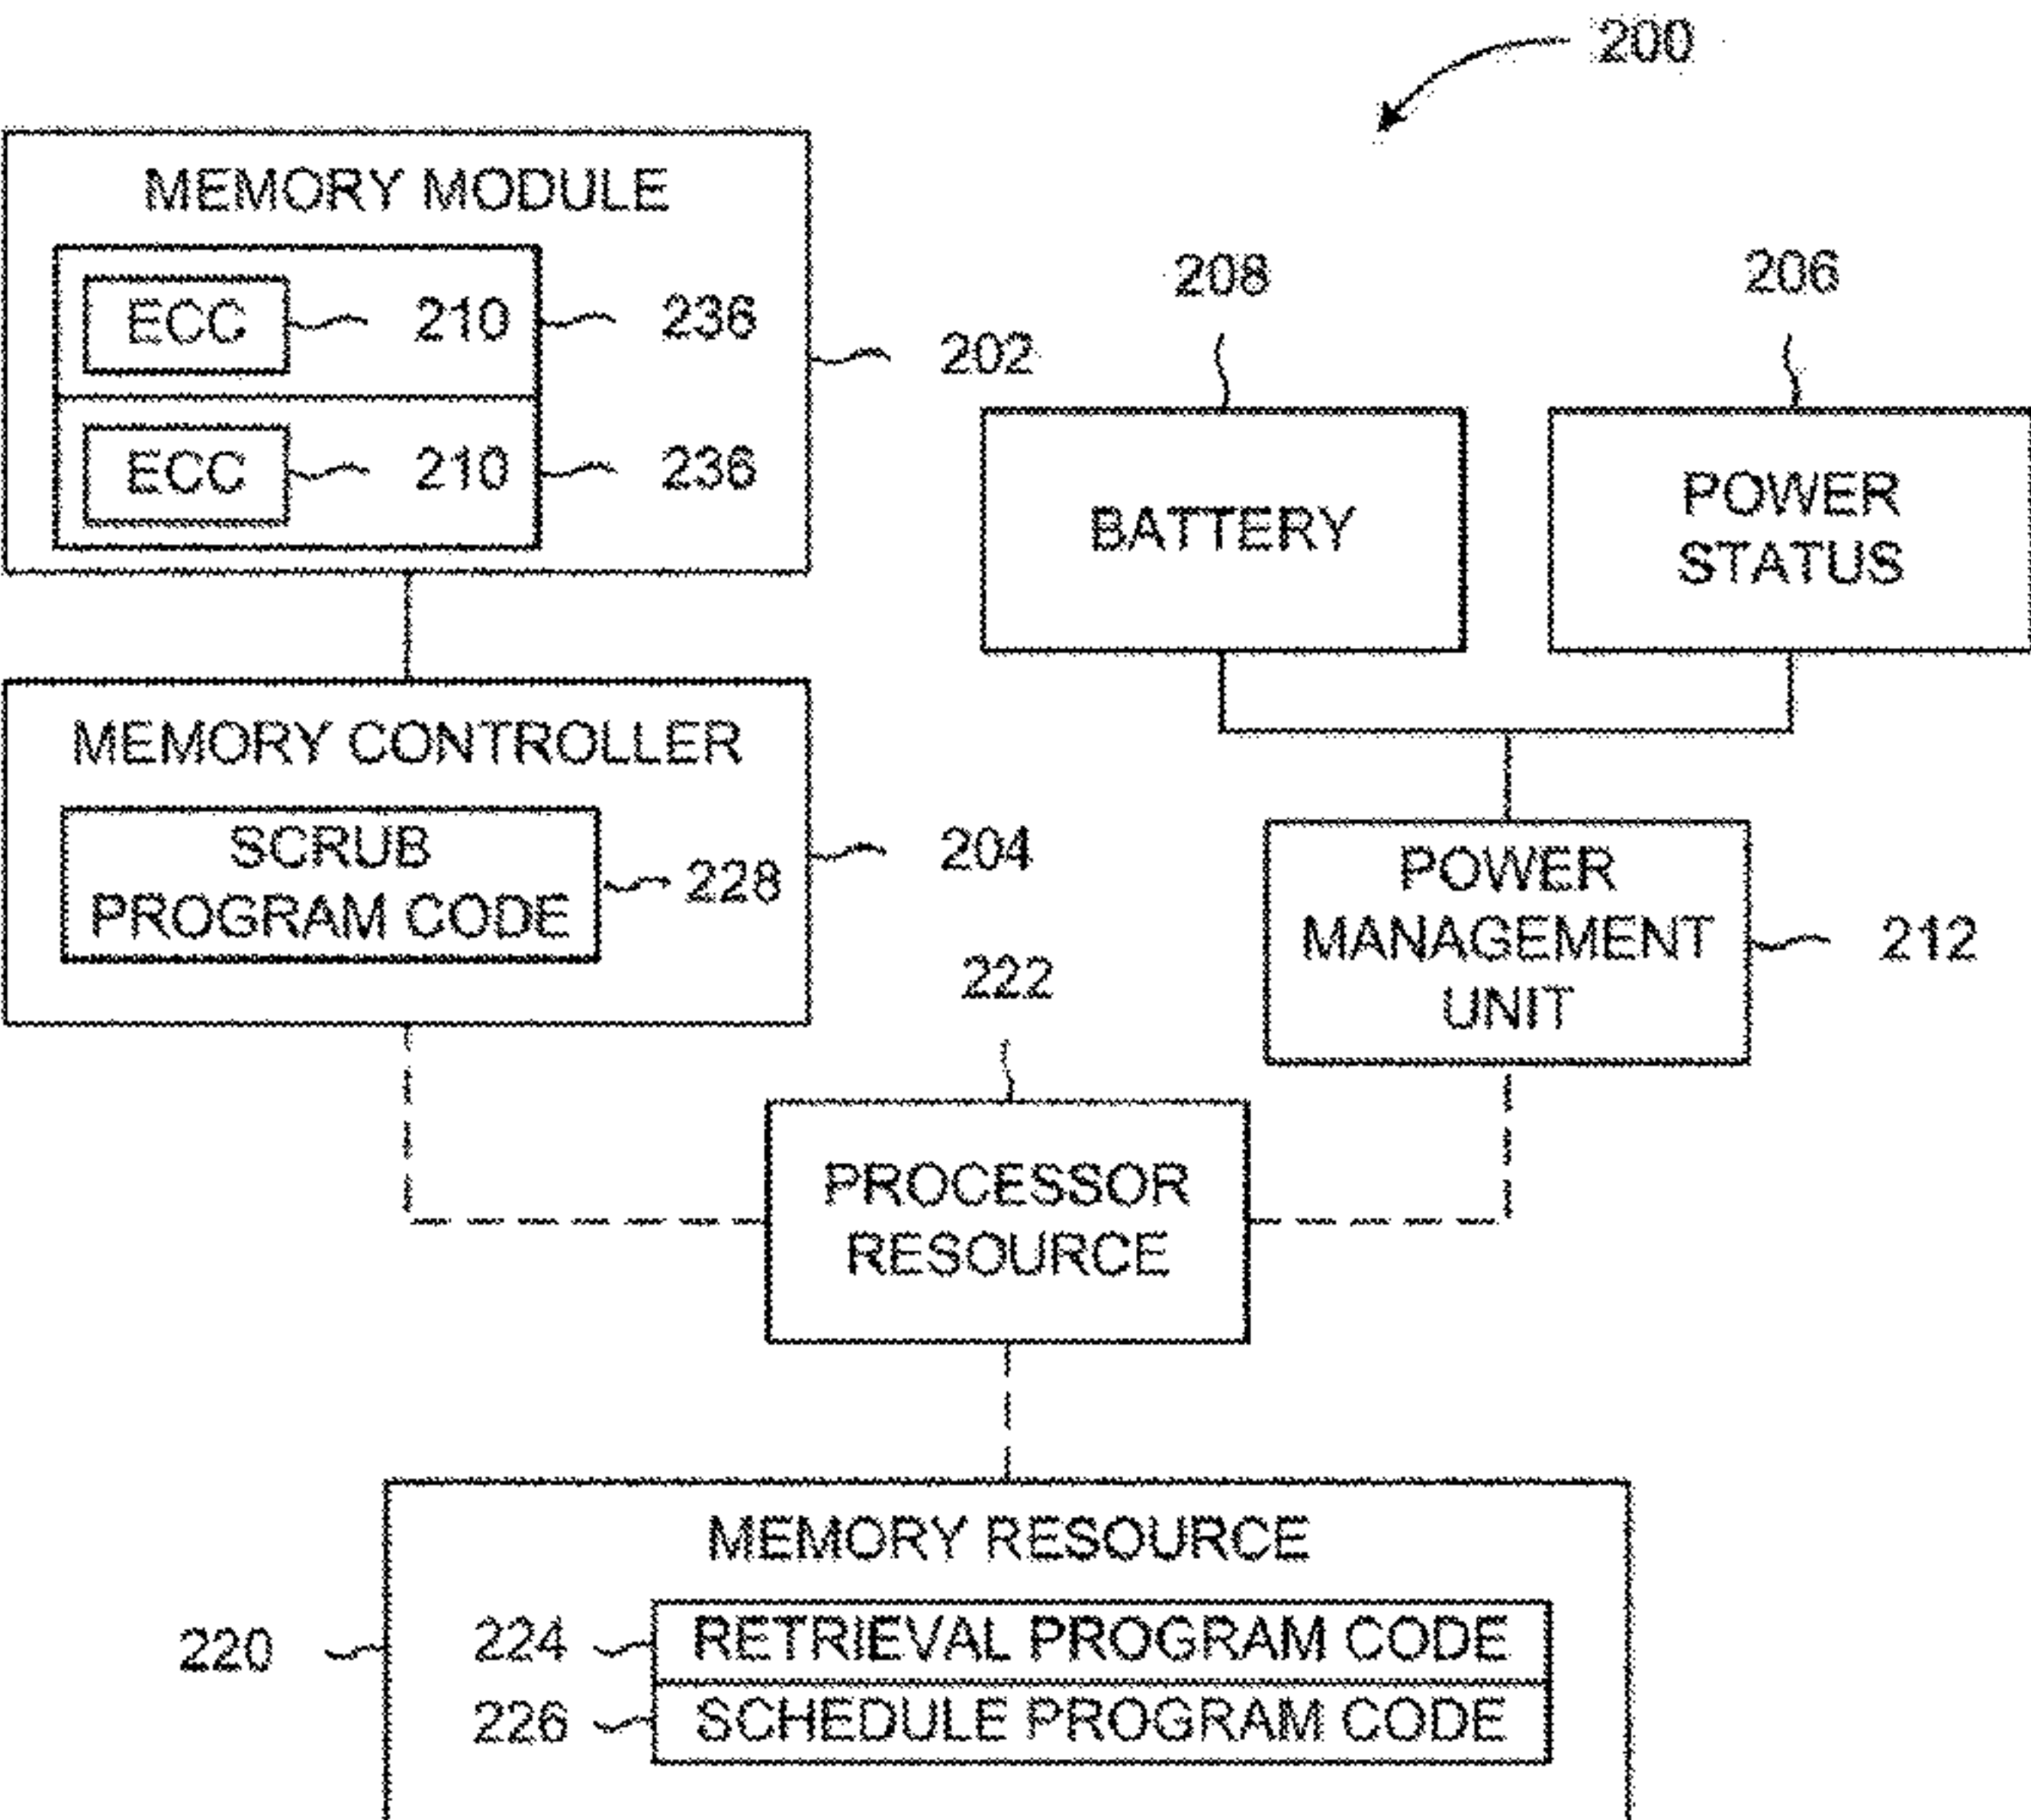 200
MEMORY MODULE
ECC 210 236
202
ECC 210 236
208
206
BATTERY
POWER
STATUS
MEMORY CONTROLLER
SCRUB
PROGRAM CODE
228
204
POWER
MANAGEMENT
UNIT
212
222
PROCESSOR
RESOURCE
MEMORY RESOURCE
220
224 RETRIEVAL PROGRAM CODE
226 SCHEDULE PROGRAM CODE